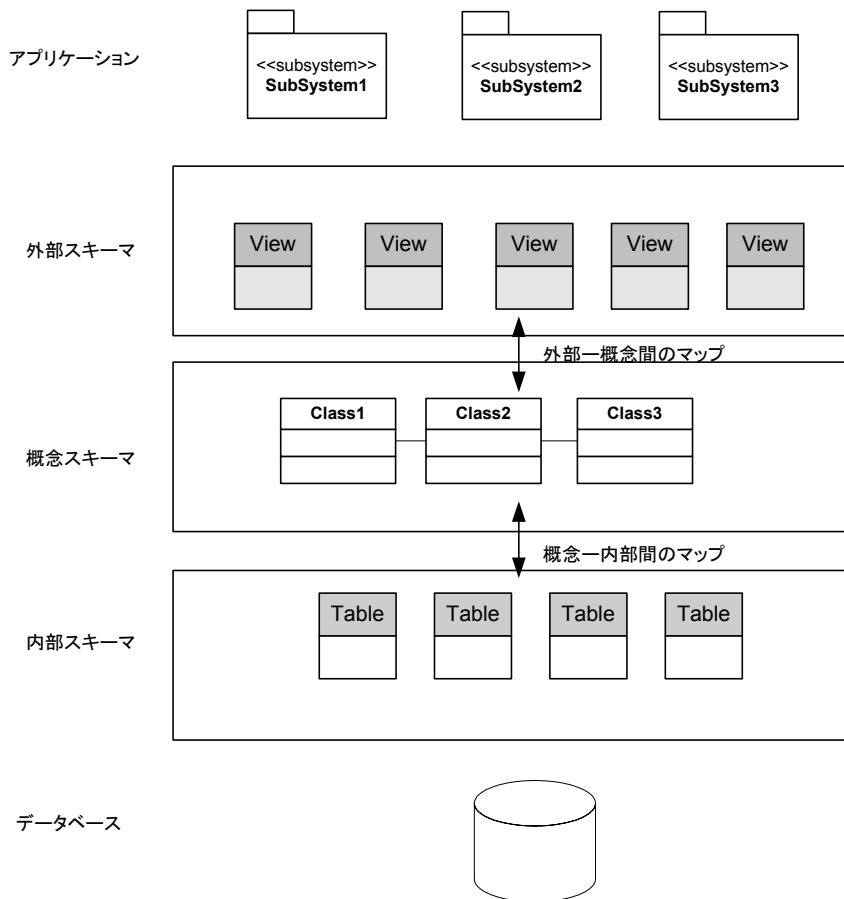 アプリケーション
<<subsystem>>
SubSystem1
<<subsystem>>
SubSystem2
<<subsystem>>
SubSystem3
外部スキーマ
View
View
View
View
View
外部ー概念間のマップ
概念スキーマ
Class1
Class2
Class3
概念ー内部間のマップ
内部スキーマ
Table
Table
Table
Table
データベース